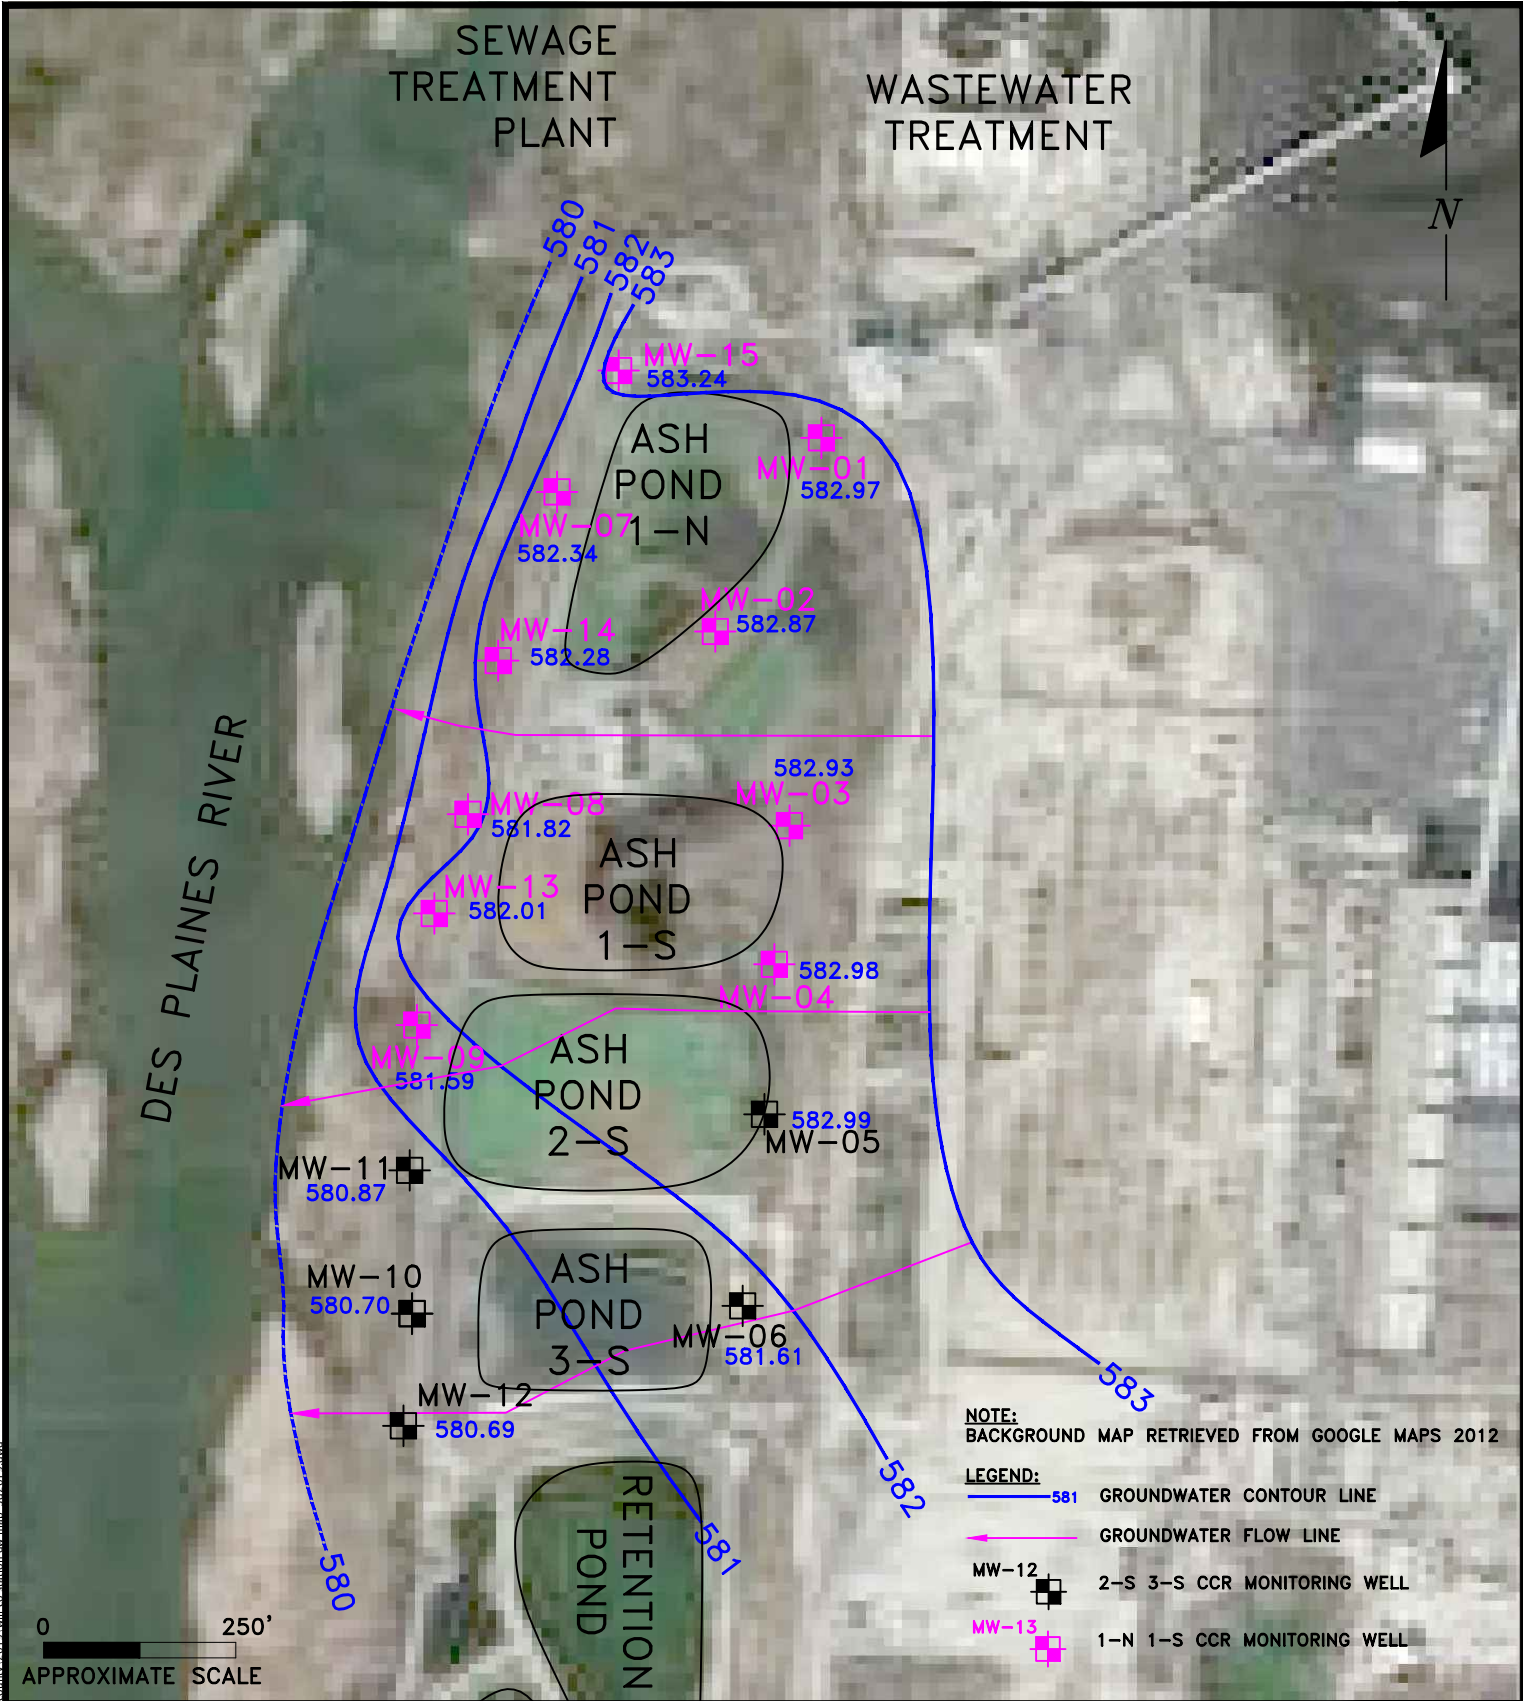 SEWAGE
TREATMENT
PLANT
WASTEWATER
TREATMENT
N
580
581
582
583
MW-15
583.24
ASH
POND
1-N
MW-01
582.97
MW-07
582.34
MW-02
582.87
MW-14
582.28
DES PLAINES RIVER
582.93
MW-03
MW-08
581.82
ASH
POND
1-S
MW-13
582.01
582.98
MW-04
MW-09
581.59
ASH
POND
2-S
582.99
MW-05
MW-11
580.87
ASH
POND
3-S
MW-10
580.70
MW-06
581.61
MW-12
580.69
583
582
581
580
RETENTION
POND
NOTE:
BACKGROUND MAP RETRIEVED FROM GOOGLE MAPS 2012
LEGEND:
581 GROUNDWATER CONTOUR LINE
GROUNDWATER FLOW LINE
MW-12 2-S 3-S CCR MONITORING WELL
MW-13 1-N 1-S CCR MONITORING WELL
0 250'
APPROXIMATE SCALE